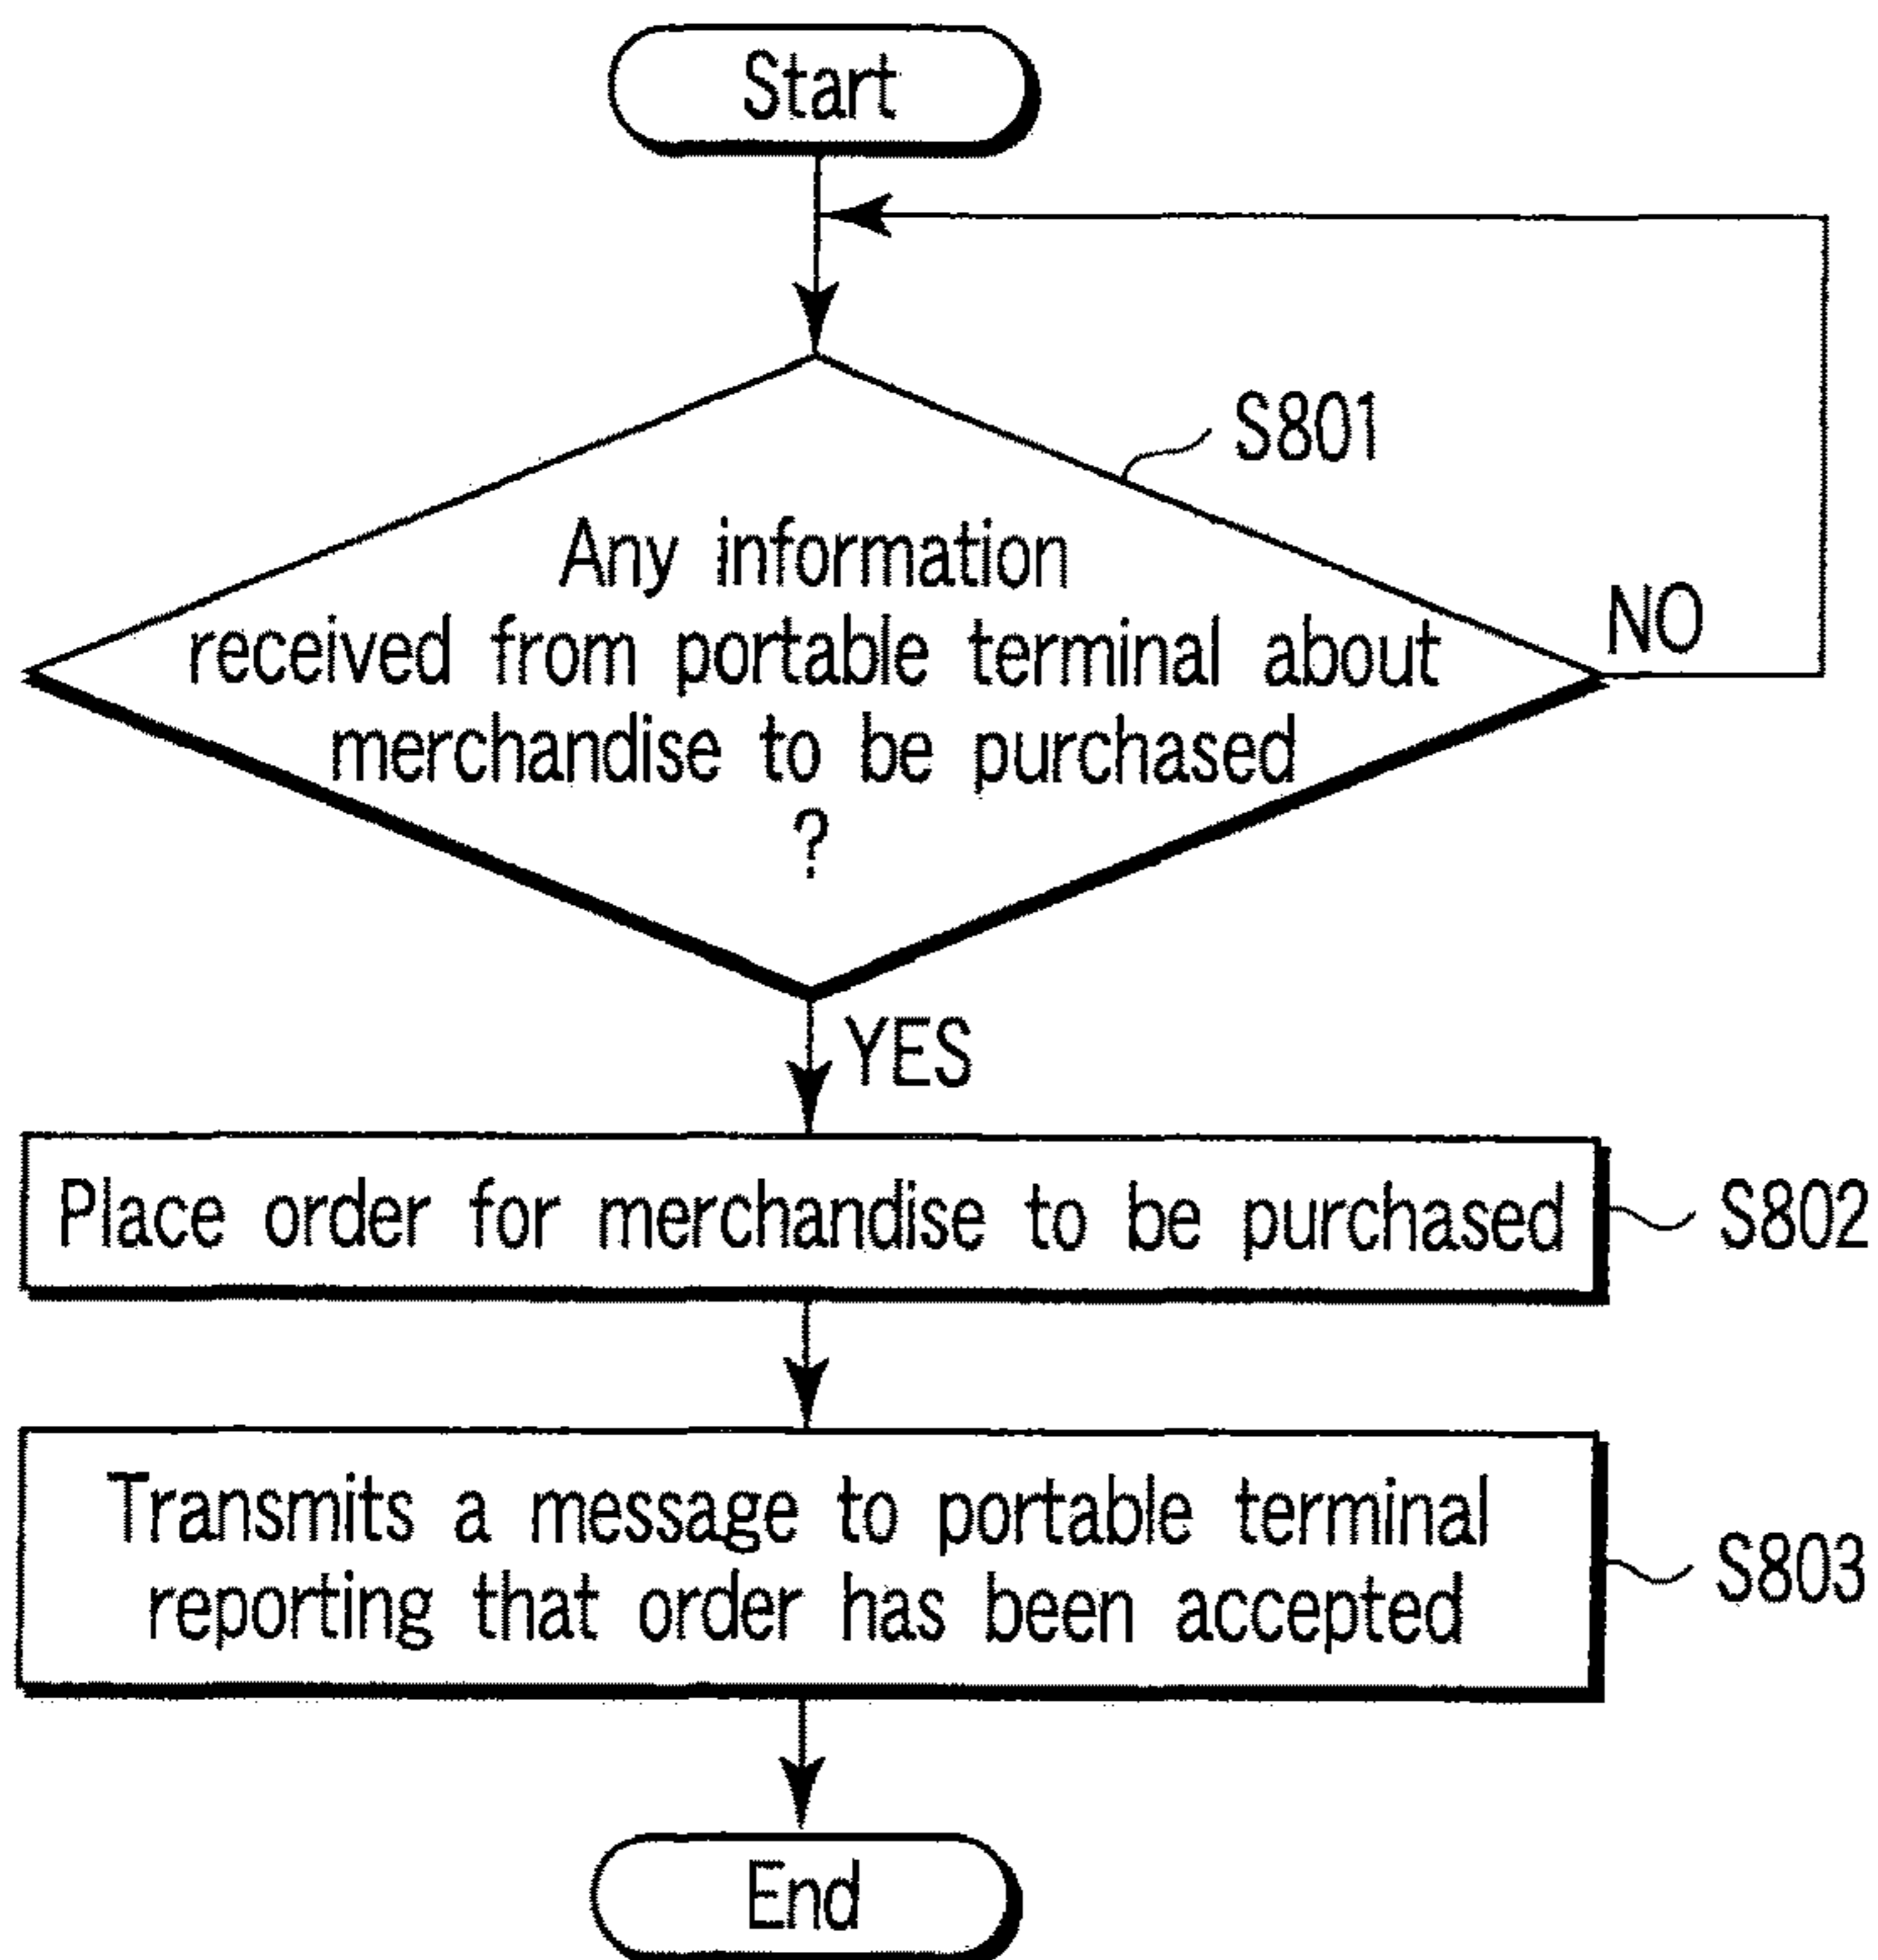 Start
S801
Any information
received from portable terminal about
merchandise to be purchased
?
NO
YES
Place order for merchandise to be purchased
S802
Transmits a message to portable terminal
reporting that order has been accepted
S803
End